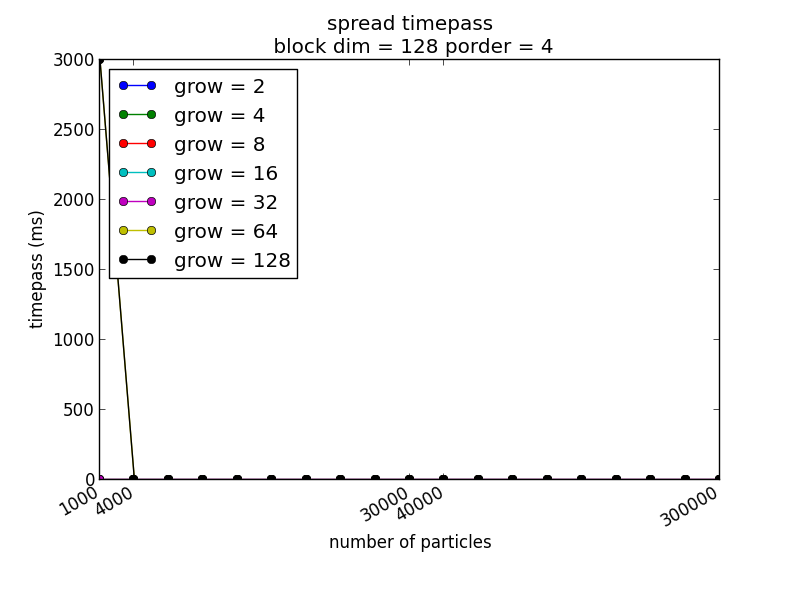 spread timepass
block dim = 128 porder = 4
3000
2500
2000
1500
1000
500
0
timepass (ms)
grow = 2
grow = 4
grow = 8
grow = 16
grow = 32
grow = 64
grow = 128
1000
4000
30000
40000
300000
number of particles